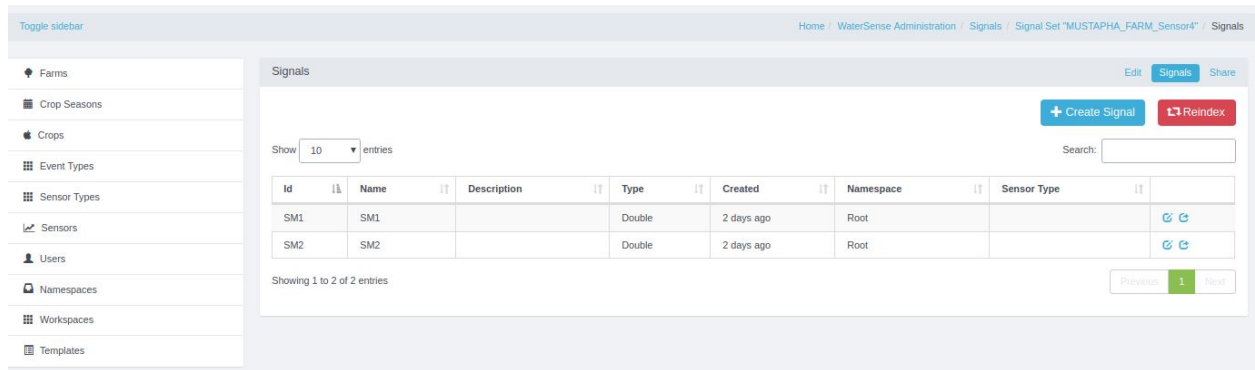 Toggle sidebar
Home / WaterSense Administration / Signals / Signal Set "MUSTAPHA_FARM_Sensor4" / Signals
Farms
Crop Seasons
Crops
Event Types
Sensor Types
Sensors
Users
Namespaces
Workspaces
Templates
Signals
Edit Signals Share
Create Signal Reindex
Show 10 entries
Search:
Id Name Description Type Created Namespace Sensor Type
SM1 SM1 Double 2 days ago Root
SM2 SM2 Double 2 days ago Root
Showing 1 to 2 of 2 entries
Previous 1 Next